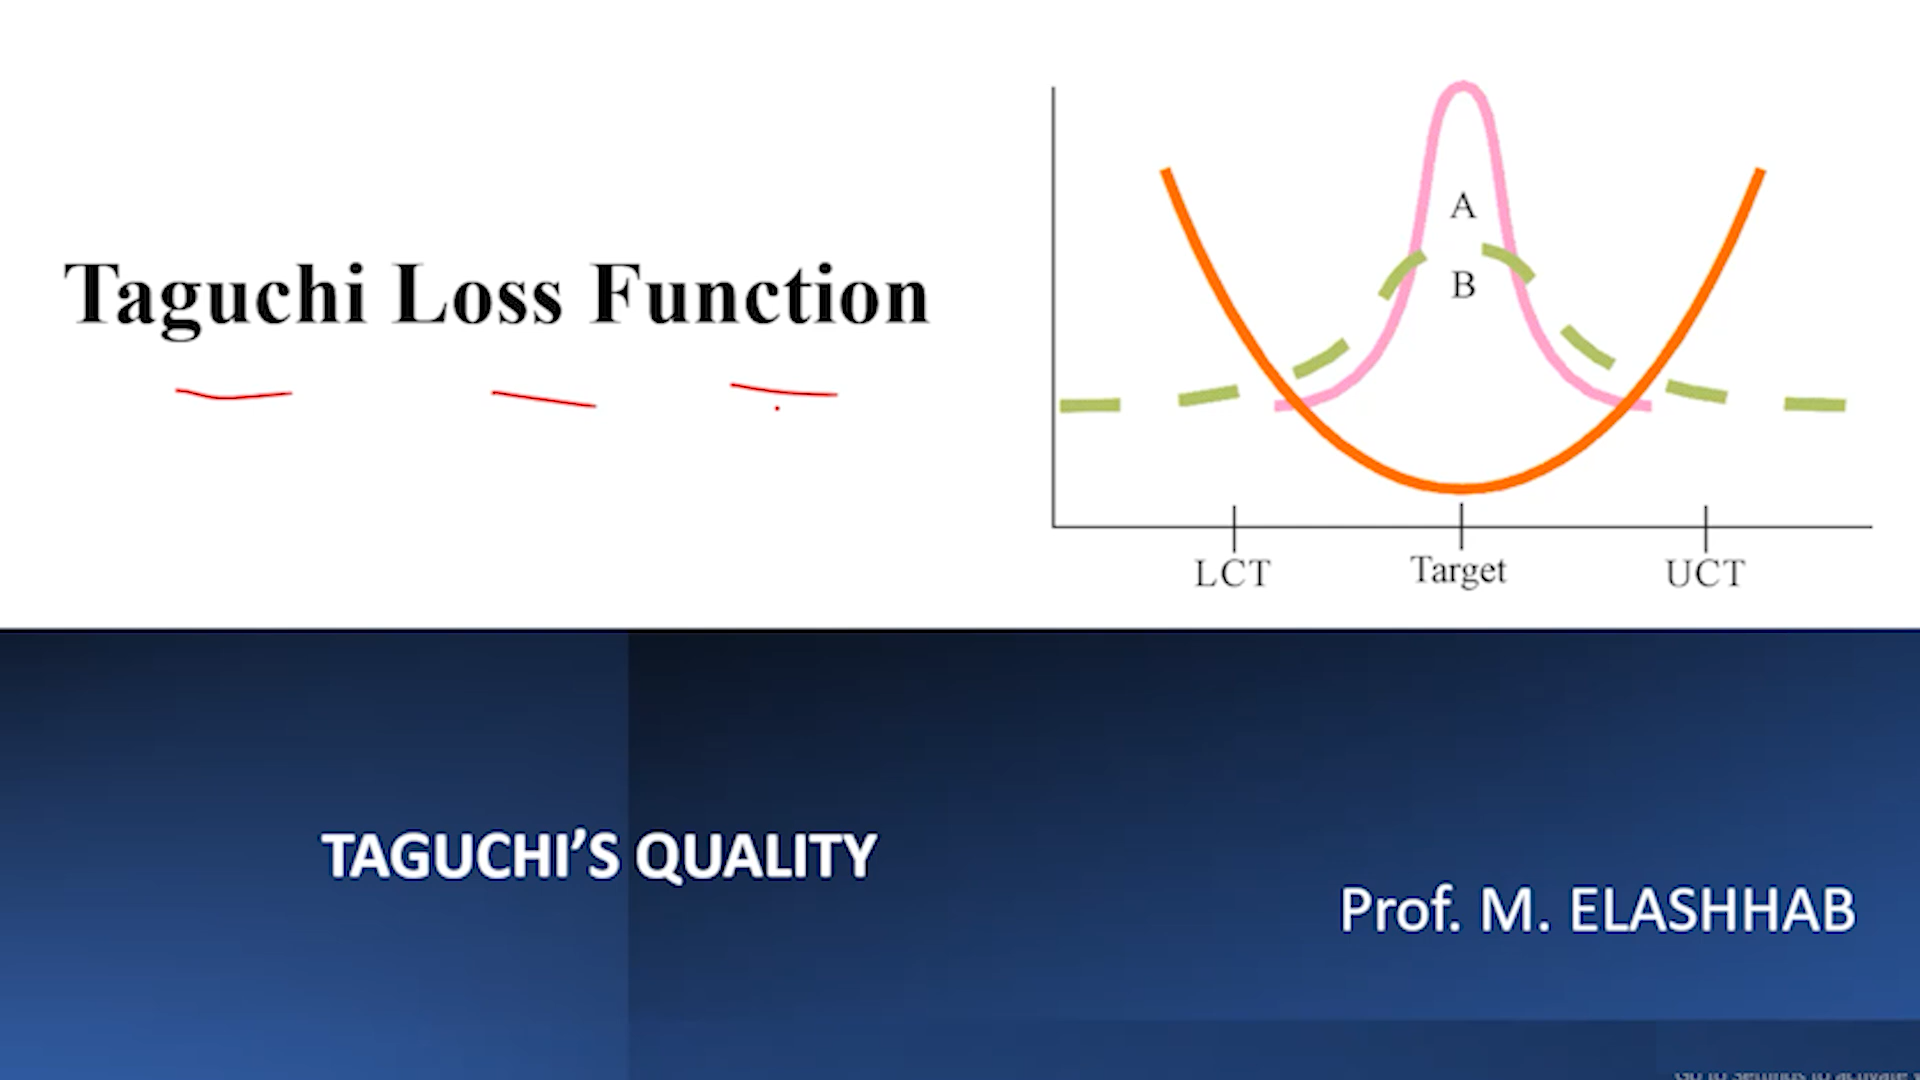 Taguchi Loss Function
A
B
LCT Target UCT
TAGUCHI'S QUALITY
Prof. M. ELASHHAB